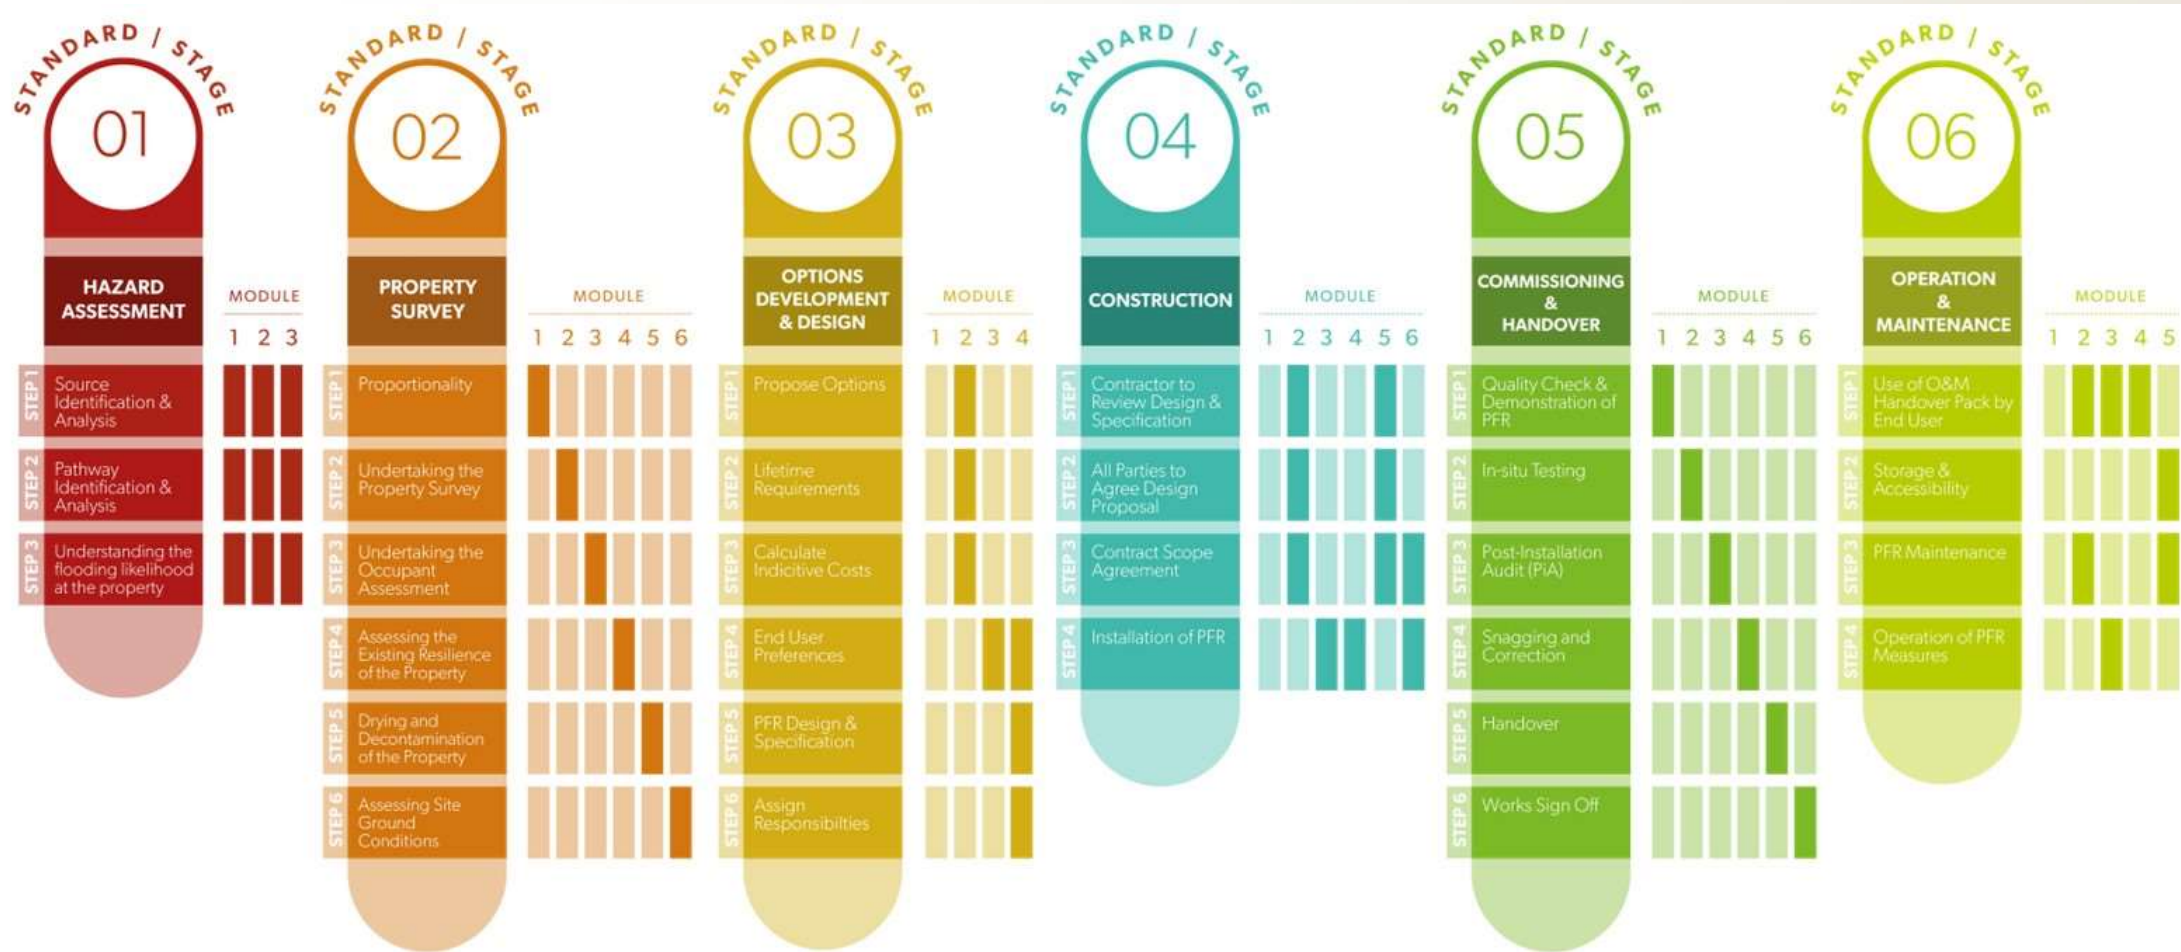 STANDARD / STAGE
01
HAZARD
ASSESSMENT
MODULE
1 2 3
STEP 1
Source
Identification &
Analysis
STEP 2
Pathway
Identification &
Analysis
STEP 3
Understanding the
flooding likelihood
at the property
STANDARD / STAGE
02
PROPERTY
SURVEY
MODULE
1 2 3 4 5 6
STEP 1
Proportionality
STEP 2
Undertaking the
Property Survey
STEP 3
Undertaking the
Occupant
Assessment
STEP 4
Assessing the
Existing Resilience
of the Property
STEP 5
Drying and
Decontamination
of the Property
STEP 6
Assessing Site
Ground
Conditions
STANDARD / STAGE
03
OPTIONS
DEVELOPMENT
& DESIGN
MODULE
1 2 3 4
STEP 1
Propose Options
STEP 2
Lifetime
Requirements
STEP 3
Calculate
Indicitive Costs
STEP 4
End User
Preferences
STEP 5
PFR Design &
Specification
STEP 6
Assign
Responsibilties
STANDARD / STAGE
04
CONSTRUCTION
MODULE
1 2 3 4 5 6
STEP 1
Contractor to
Review Design &
Specification
STEP 2
All Parties to
Agree Design
Proposal
STEP 3
Contract Scope
Agreement
STEP 4
Installation of PFR
STANDARD / STAGE
05
COMMISSIONING
&
HANDOVER
MODULE
1 2 3 4 5 6
STEP 1
Quality Check &
Demonstration of
PFR
STEP 2
In-situ Testing
STEP 3
Post-Installation
Audit (PiA)
STEP 4
Snagging and
Correction
STEP 5
Handover
STEP 6
Works Sign Off
STANDARD / STAGE
06
OPERATION
&
MAINTENANCE
MODULE
1 2 3 4 5
STEP 1
Use of O&M
Handover Pack by
End User
STEP 2
Storage &
Accessibility
STEP 3
PFR Maintenance
STEP 4
Operation of PFR
Measures